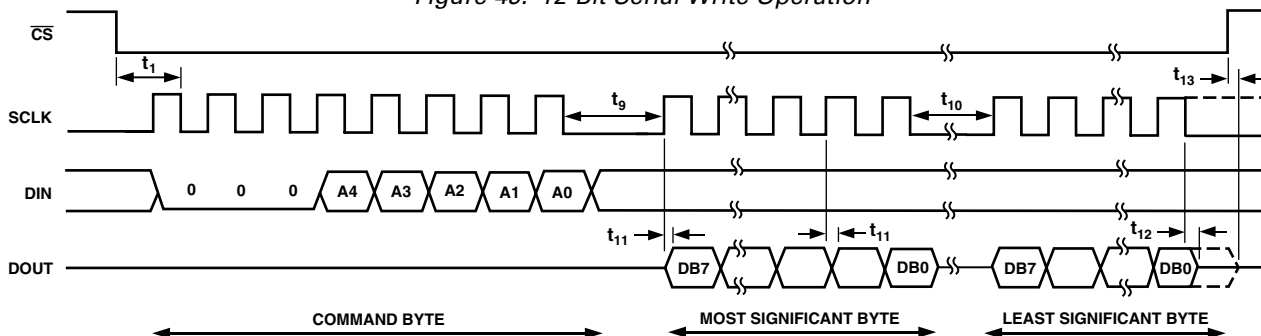 Figure 43. 12-Bit Serial Write Operation
CS
t1
t13
SCLK
t9
t10
DIN
0 0 0 A4 A3 A2 A1 A0
t11
t11
t12
DOUT
DB7 DB0 DB7 DB0
COMMAND BYTE MOST SIGNIFICANT BYTE LEAST SIGNIFICANT BYTE